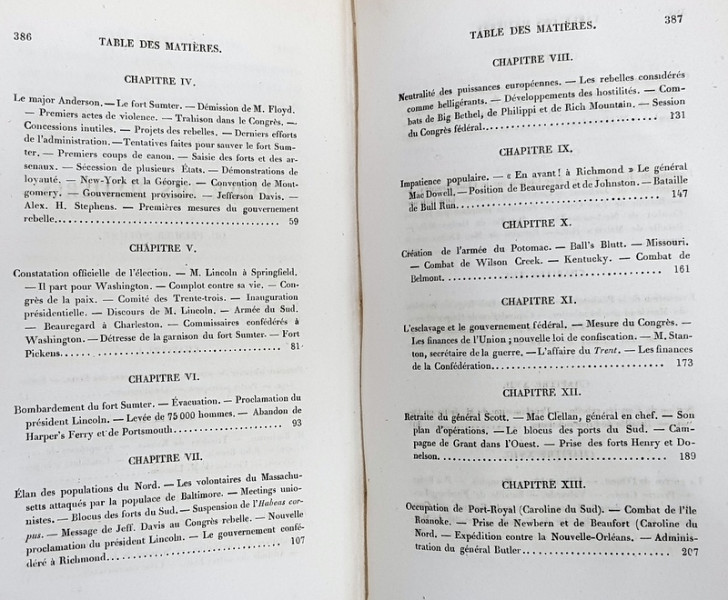 386
TABLE DES MATIÈRES.
CHAPITRE IV.
Le major Anderson. — Le fort Sumter. — Démission de M. Floyd.
— Premiers actes de violence. — Trahison dans le Congrès. —
Concessions inutiles. — Projets des rebelles. — Derniers efforts
de l'administration. — Tentatives faites pour sauver le fort Sum-
ter. — Premiers coups de canon. — Saisie des forts et des ar-
senaux. — Sécession de plusieurs États. — Démonstrations de
loyauté. — New-York et la Géorgie. — Convention de Mont-
gomery. — Gouvernement provisoire. — Jefferson Davis. —
Alex. H. Stephens. — Premières mesures du gouvernement
rebelle........ 59
CHAPITRE V.
Constatation officielle de l'élection. — M. Lincoln à Springfield.
— Il part pour Washington. — Complot contre sa vie. — Con-
grès de la paix. — Comité des Trente-trois. — Inauguration
présidentielle. — Discours de M. Lincoln. — Armée du Sud.
— Beauregard à Charleston. — Commissaires confédérés à
Washington. — Détresse de la garnison du fort Sumter. — Fort
Pickens........ 81
CHAPITRE VI.
Bombardement du fort Sumter. — Évacuation. — Proclamation du
président Lincoln. — Levée de 75 000 hommes. — Abandon de
Harper's Ferry et de Portsmouth........ 93
CHAPITRE VII.
Élan des populations du Nord. — Les volontaires du Massachu-
setts attaqués par la populace de Baltimore. — Meetings unio-
nistes. — Blocus des forts du Sud. — Suspension de l'Habeas cor-
pus. — Message de Jeff. Davis au Congrès rebelle. — Nouvelle
proclamation du président Lincoln. — Le gouvernement confé-
déré à Richmond........ 107
TABLE DES MATIÈRES.
387
CHAPITRE VIII.
Neutralité des puissances européennes. — Les rebelles considérés
comme belligérants. — Développements des hostilités. — Com-
bats de Big Bethel, de Philippi et de Rich Mountain. — Session
du Congrès fédéral........ 131
CHAPITRE IX.
Impatience populaire. — « En avant ! à Richmond » Le général
Mac Dowell. — Position de Beauregard et de Johnston. — Bataille
de Bull Run........ 147
CHAPITRE X.
Création de l'armée du Potomac. — Ball's Blutt. — Missouri.
— Combat de Wilson Creek. — Kentucky. — Combat de
Belmont........ 161
CHAPITRE XI.
L'esclavage et le gouvernement fédéral. — Mesure du Congrès. —
Les finances de l'Union ; nouvelle loi de confiscation. — M. Stan-
ton, secrétaire de la guerre. — L'affaire du Trent. — Les finances
de la Confédération........ 173
CHAPITRE XII.
Retraite du général Scott. — Mac Clellan, général en chef. — Son
plan d'opérations. — Le blocus des ports du Sud. — Cam-
pagne de Grant dans l'Ouest. — Prise des forts Henry et Do-
nelson........ 189
CHAPITRE XIII.
Occupation de Port-Royal (Caroline du Sud). — Combat de l'île
Roanoke. — Prise de Newbern et de Beaufort (Caroline du
Nord. — Expédition contre la Nouvelle-Orléans. — Adminis-
tration du général Butler........ 207